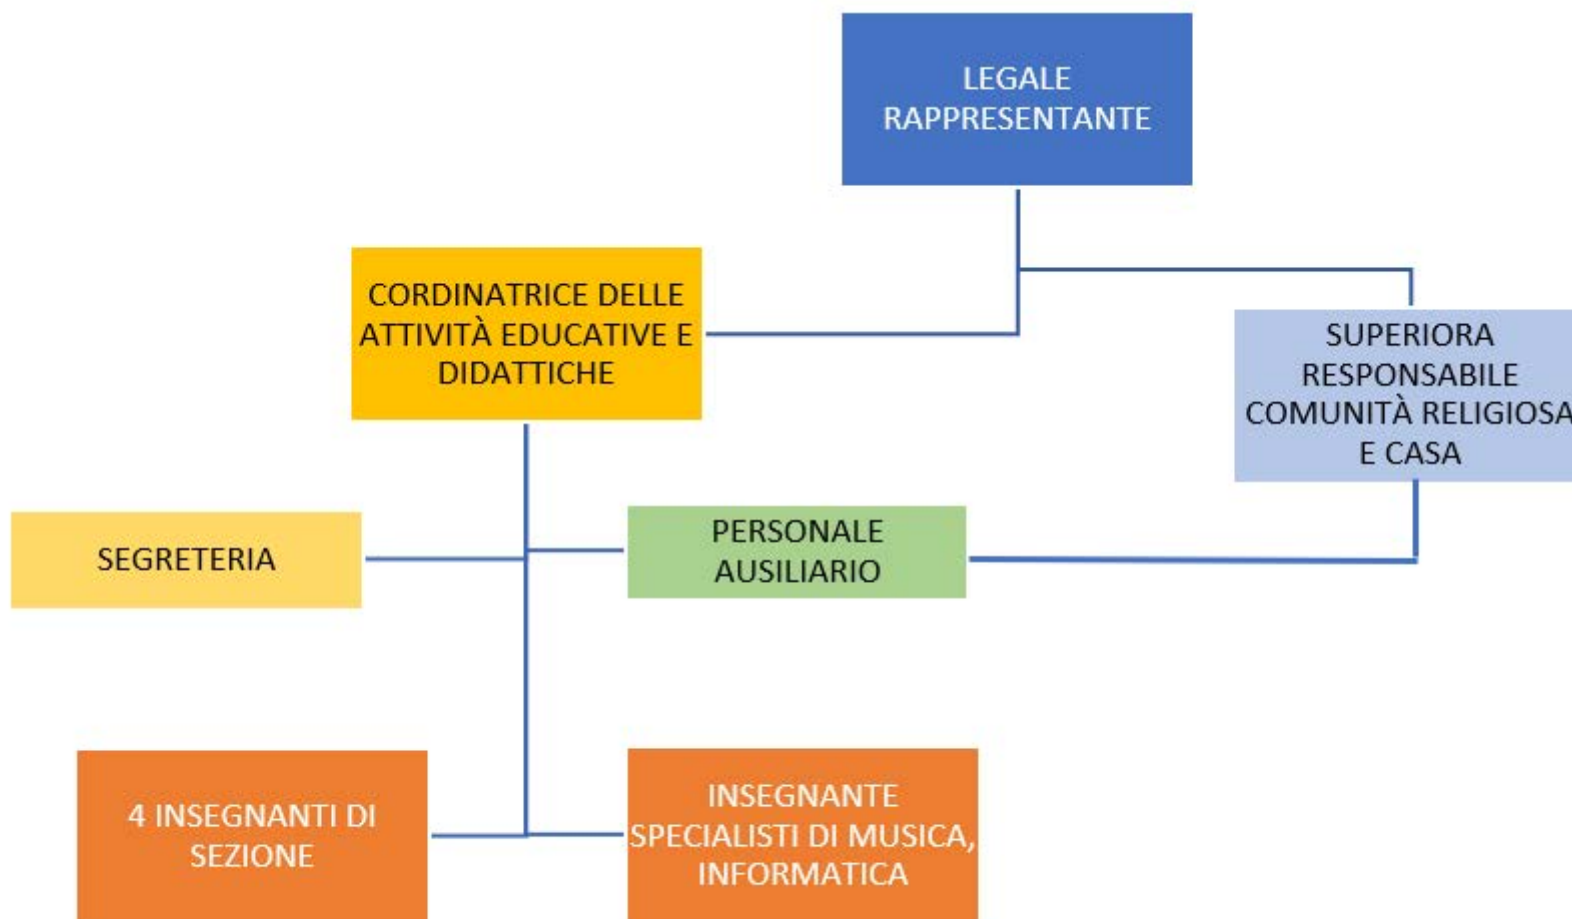 LEGALE
RAPPRESENTANTE
CORDINATRICE DELLE
ATTIVITÀ EDUCATIVE E
DIDATTICHE
SUPERIORA
RESPONSABILE
COMUNITÀ RELIGIOSA
E CASA
SEGRETERIA
PERSONALE
AUSILIARIO
4 INSEGNANTI DI
SEZIONE
INSEGNANTE
SPECIALISTI DI MUSICA,
INFORMATICA